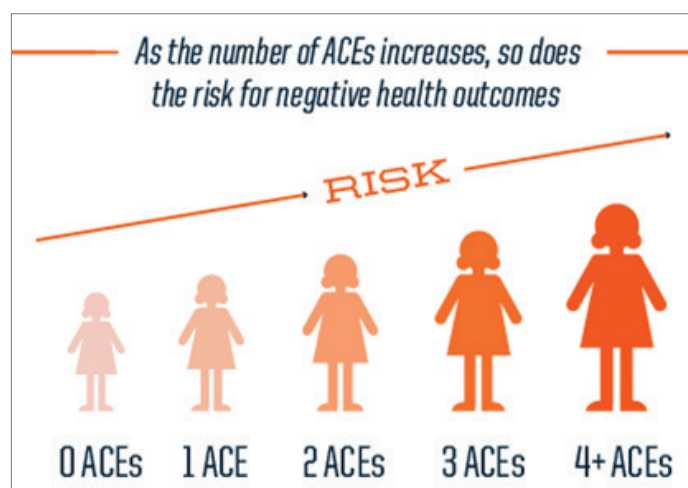 As the number of ACEs increases, so does
the risk for negative health outcomes
RISK
0 ACEs 1 ACE 2 ACEs 3 ACEs 4+ ACEs